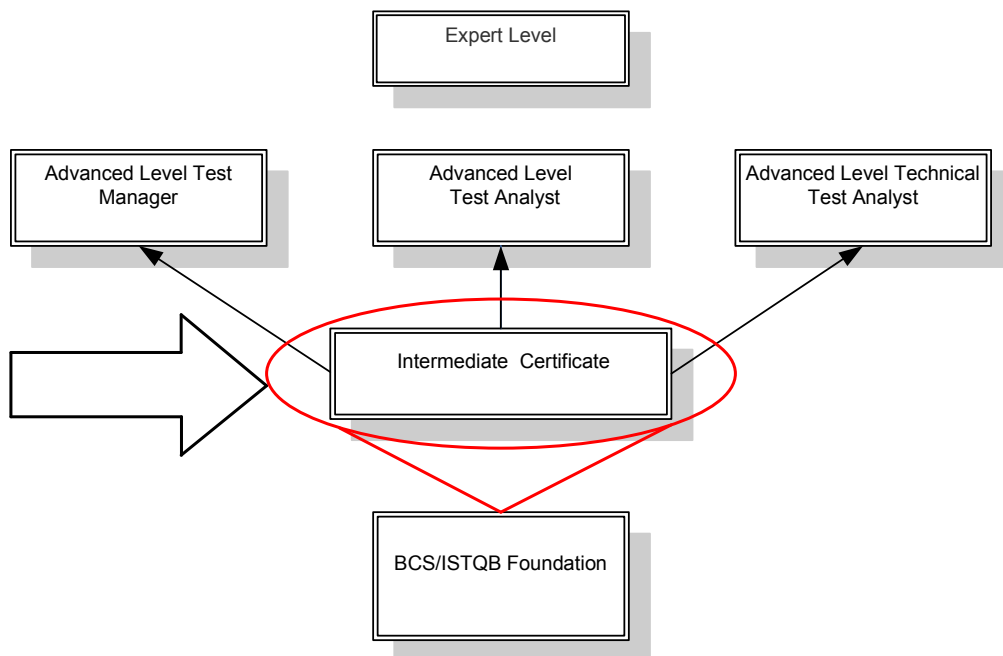 Expert Level
Advanced Level Test
Manager
Advanced Level
Test Analyst
Advanced Level Technical
Test Analyst
Intermediate Certificate
BCS/ISTQB Foundation